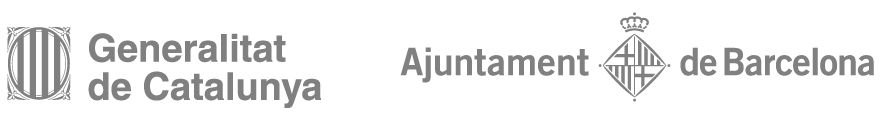 Generalitat
de Catalunya
Ajuntament de Barcelona